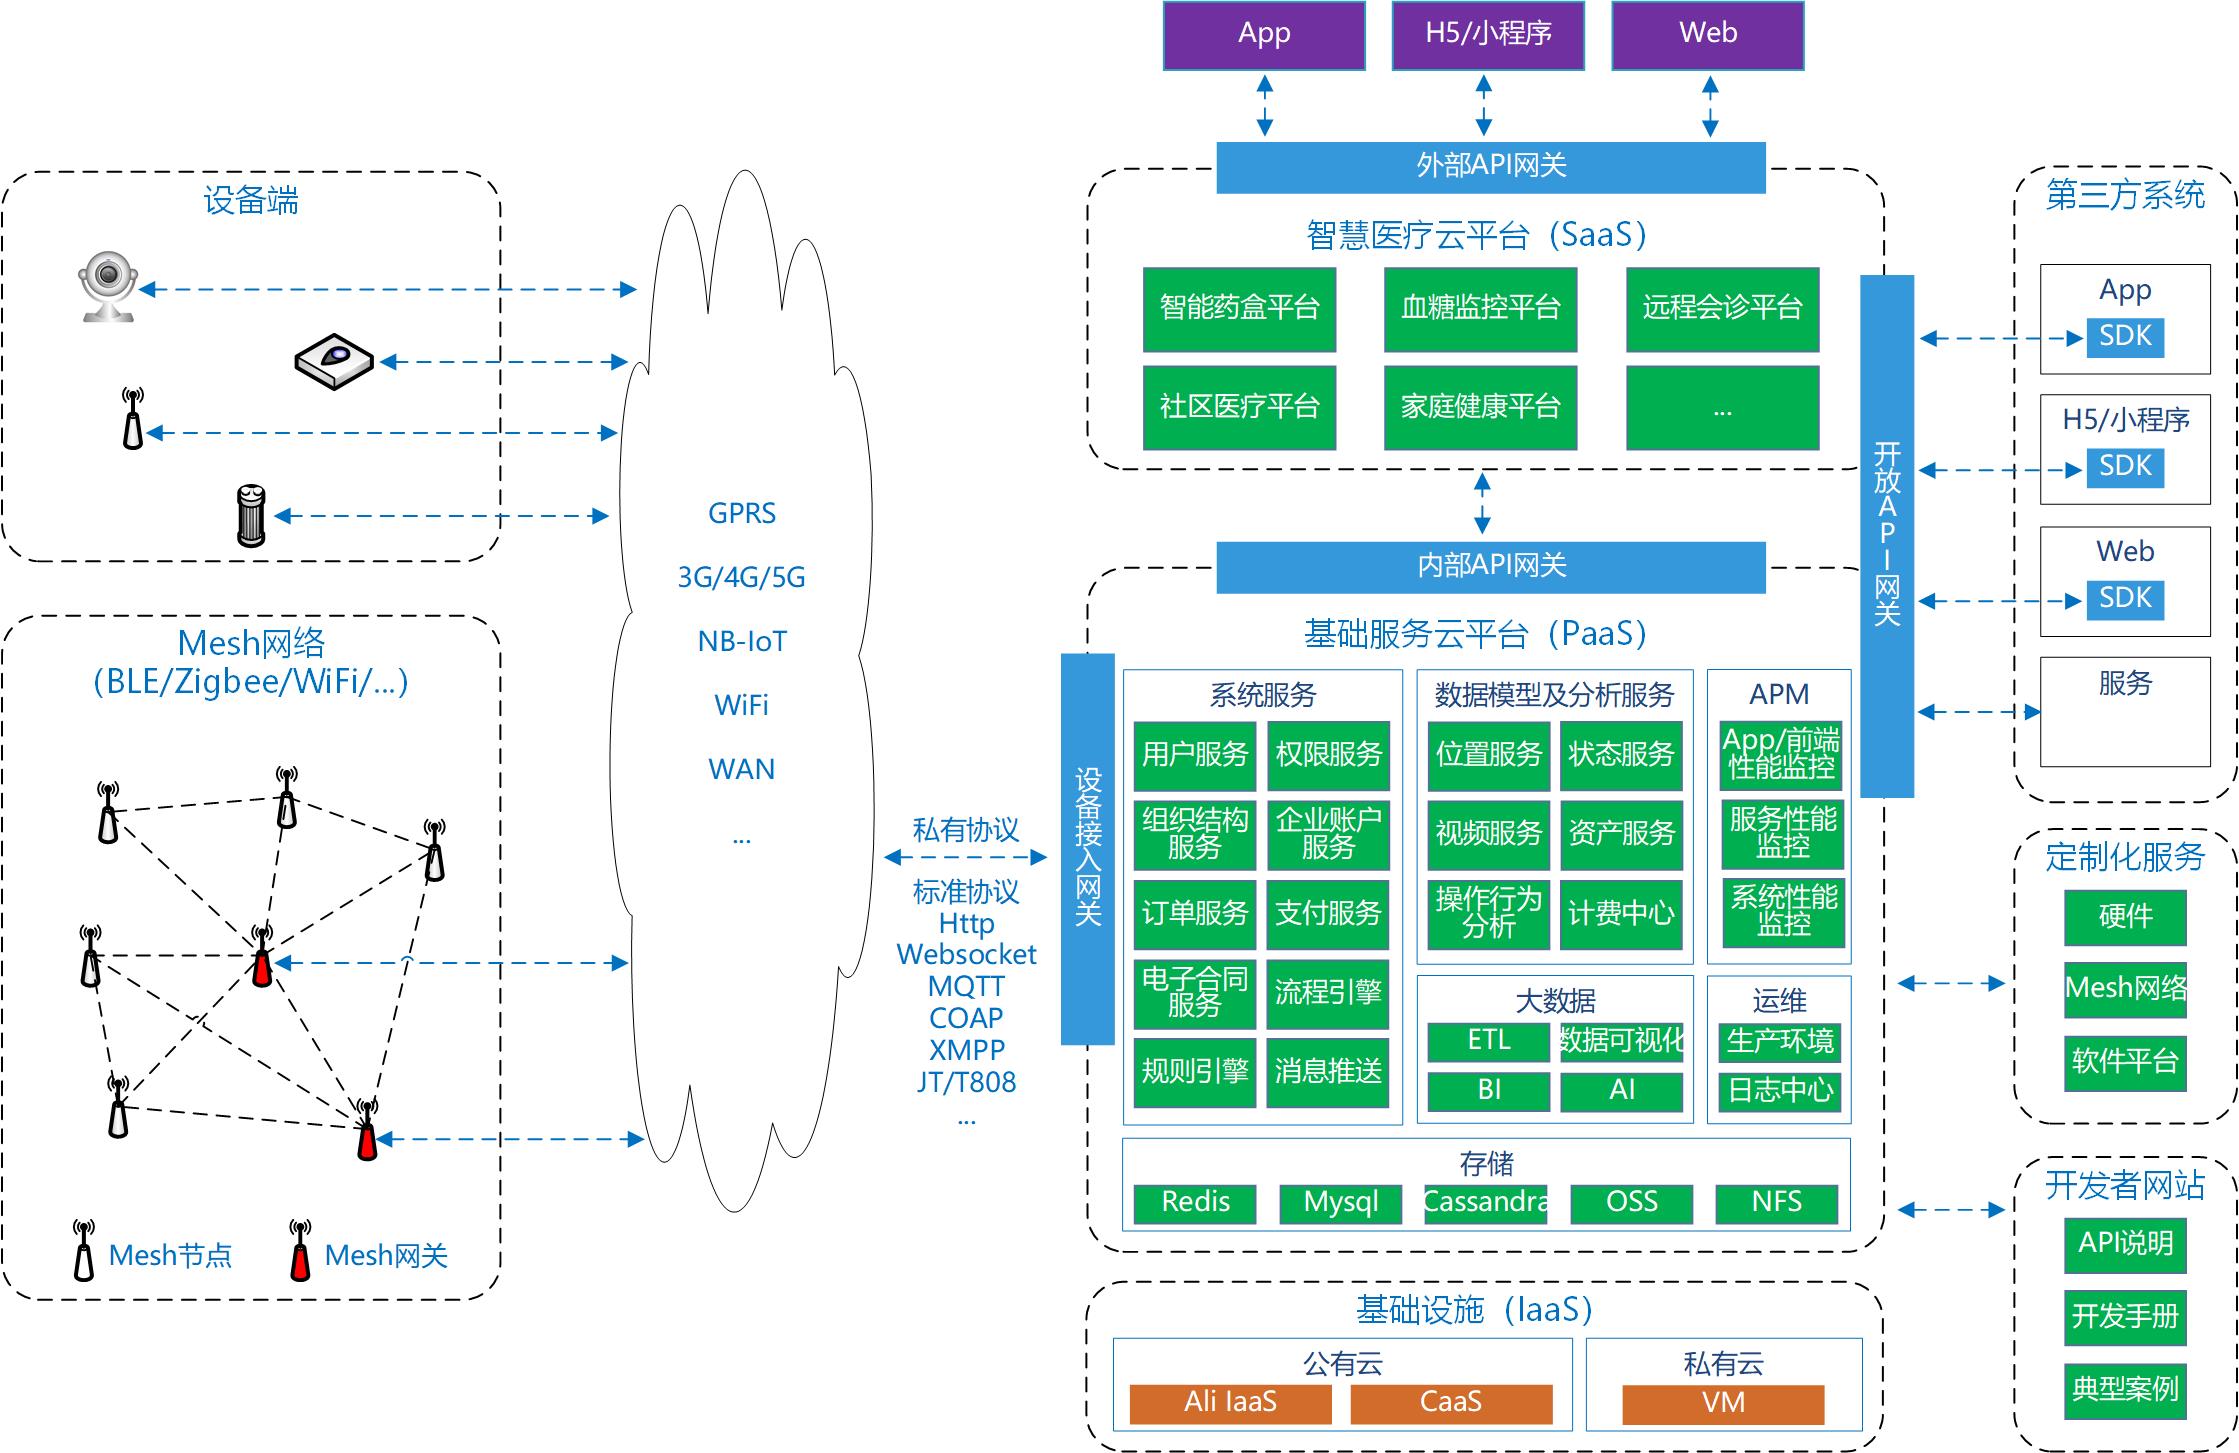 App
H5/小程序
Web
外部API网关
智慧医疗云平台（SaaS）
智能药盒平台
血糖监控平台
远程会诊平台
社区医疗平台
家庭健康平台
...
设备端
Mesh网络
(BLE/Zigbee/WiFi/...)
Mesh节点
Mesh网关
GPRS
3G/4G/5G
NB-IoT
WiFi
WAN
...
私有协议
标准协议
Http
Websocket
MQTT
COAP
XMPP
JT/T808
...
设备接入网关
内部API网关
基础服务云平台（PaaS）
系统服务
用户服务
权限服务
组织结构
服务
企业账户
服务
订单服务
支付服务
电子合同
服务
流程引擎
规则引擎
消息推送
数据模型及分析服务
位置服务
状态服务
视频服务
资产服务
操作行为
分析
计费中心
APM
App/前端
性能监控
服务性能
监控
系统性能
监控
大数据
ETL
数据可视化
BI
AI
运维
生产环境
日志中心
存储
Redis
Mysql
Cassandra
OSS
NFS
基础设施（IaaS）
公有云
Ali IaaS
CaaS
私有云
VM
开放API网关
第三方系统
App
SDK
H5/小程序
SDK
Web
SDK
服务
定制化服务
硬件
Mesh网络
软件平台
开发者网站
API说明
开发手册
典型案例